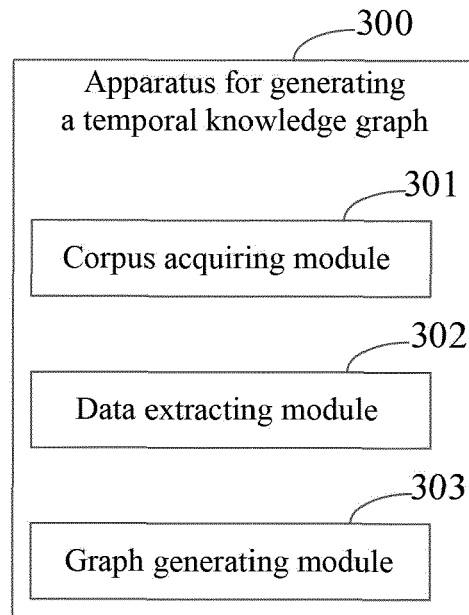 300
Apparatus for generating
a temporal knowledge graph
301
Corpus acquiring module
302
Data extracting module
303
Graph generating module